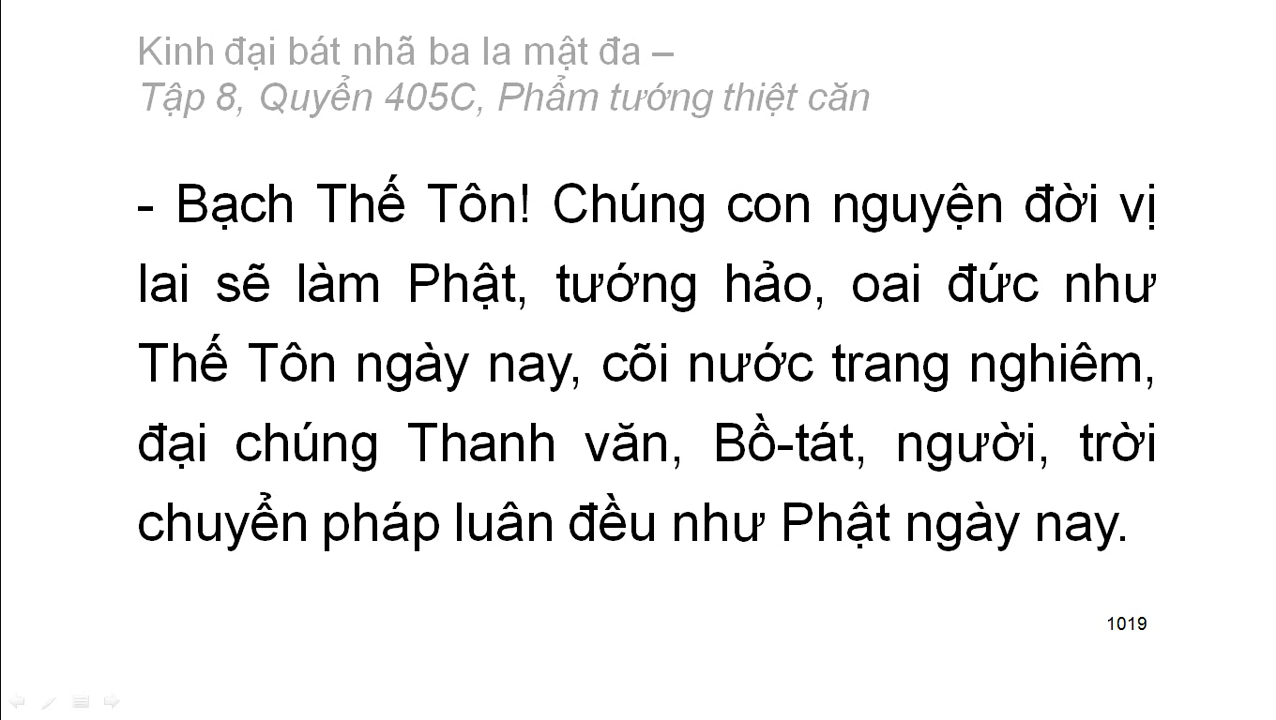 Kinh đại bát nhã ba la mật đa –
Tập 8, Quyển 405C, Phẩm tướng thiệt căn
- Bạch Thế Tôn! Chúng con nguyện đời vị
lai sẽ làm Phật, tướng hảo, oai đức như
Thế Tôn ngày nay, cõi nước trang nghiêm,
đại chúng Thanh văn, Bồ-tát, người, trời
chuyển pháp luân đều như Phật ngày nay.
1019